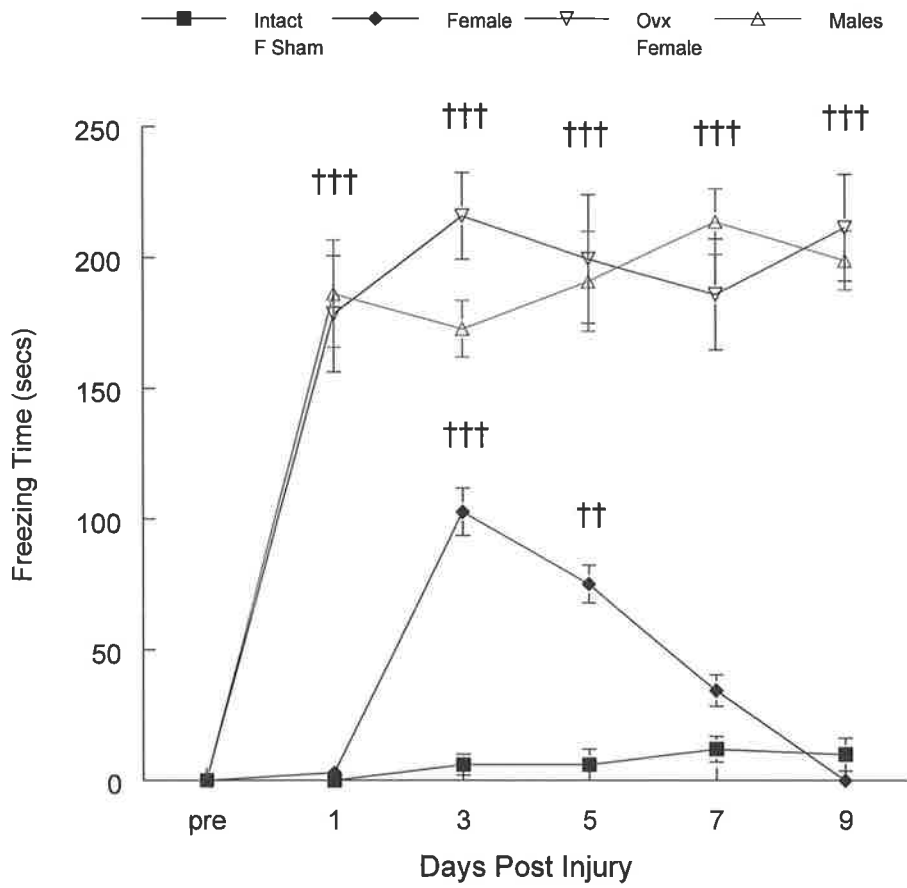 Intact Female Ovx Males
F Sham Female
†††
250 ††† ††† ††† †††
200
150
††† ††
100
50
0
Freezing Time (secs)
pre 1 3 5 7 9
Days Post Injury